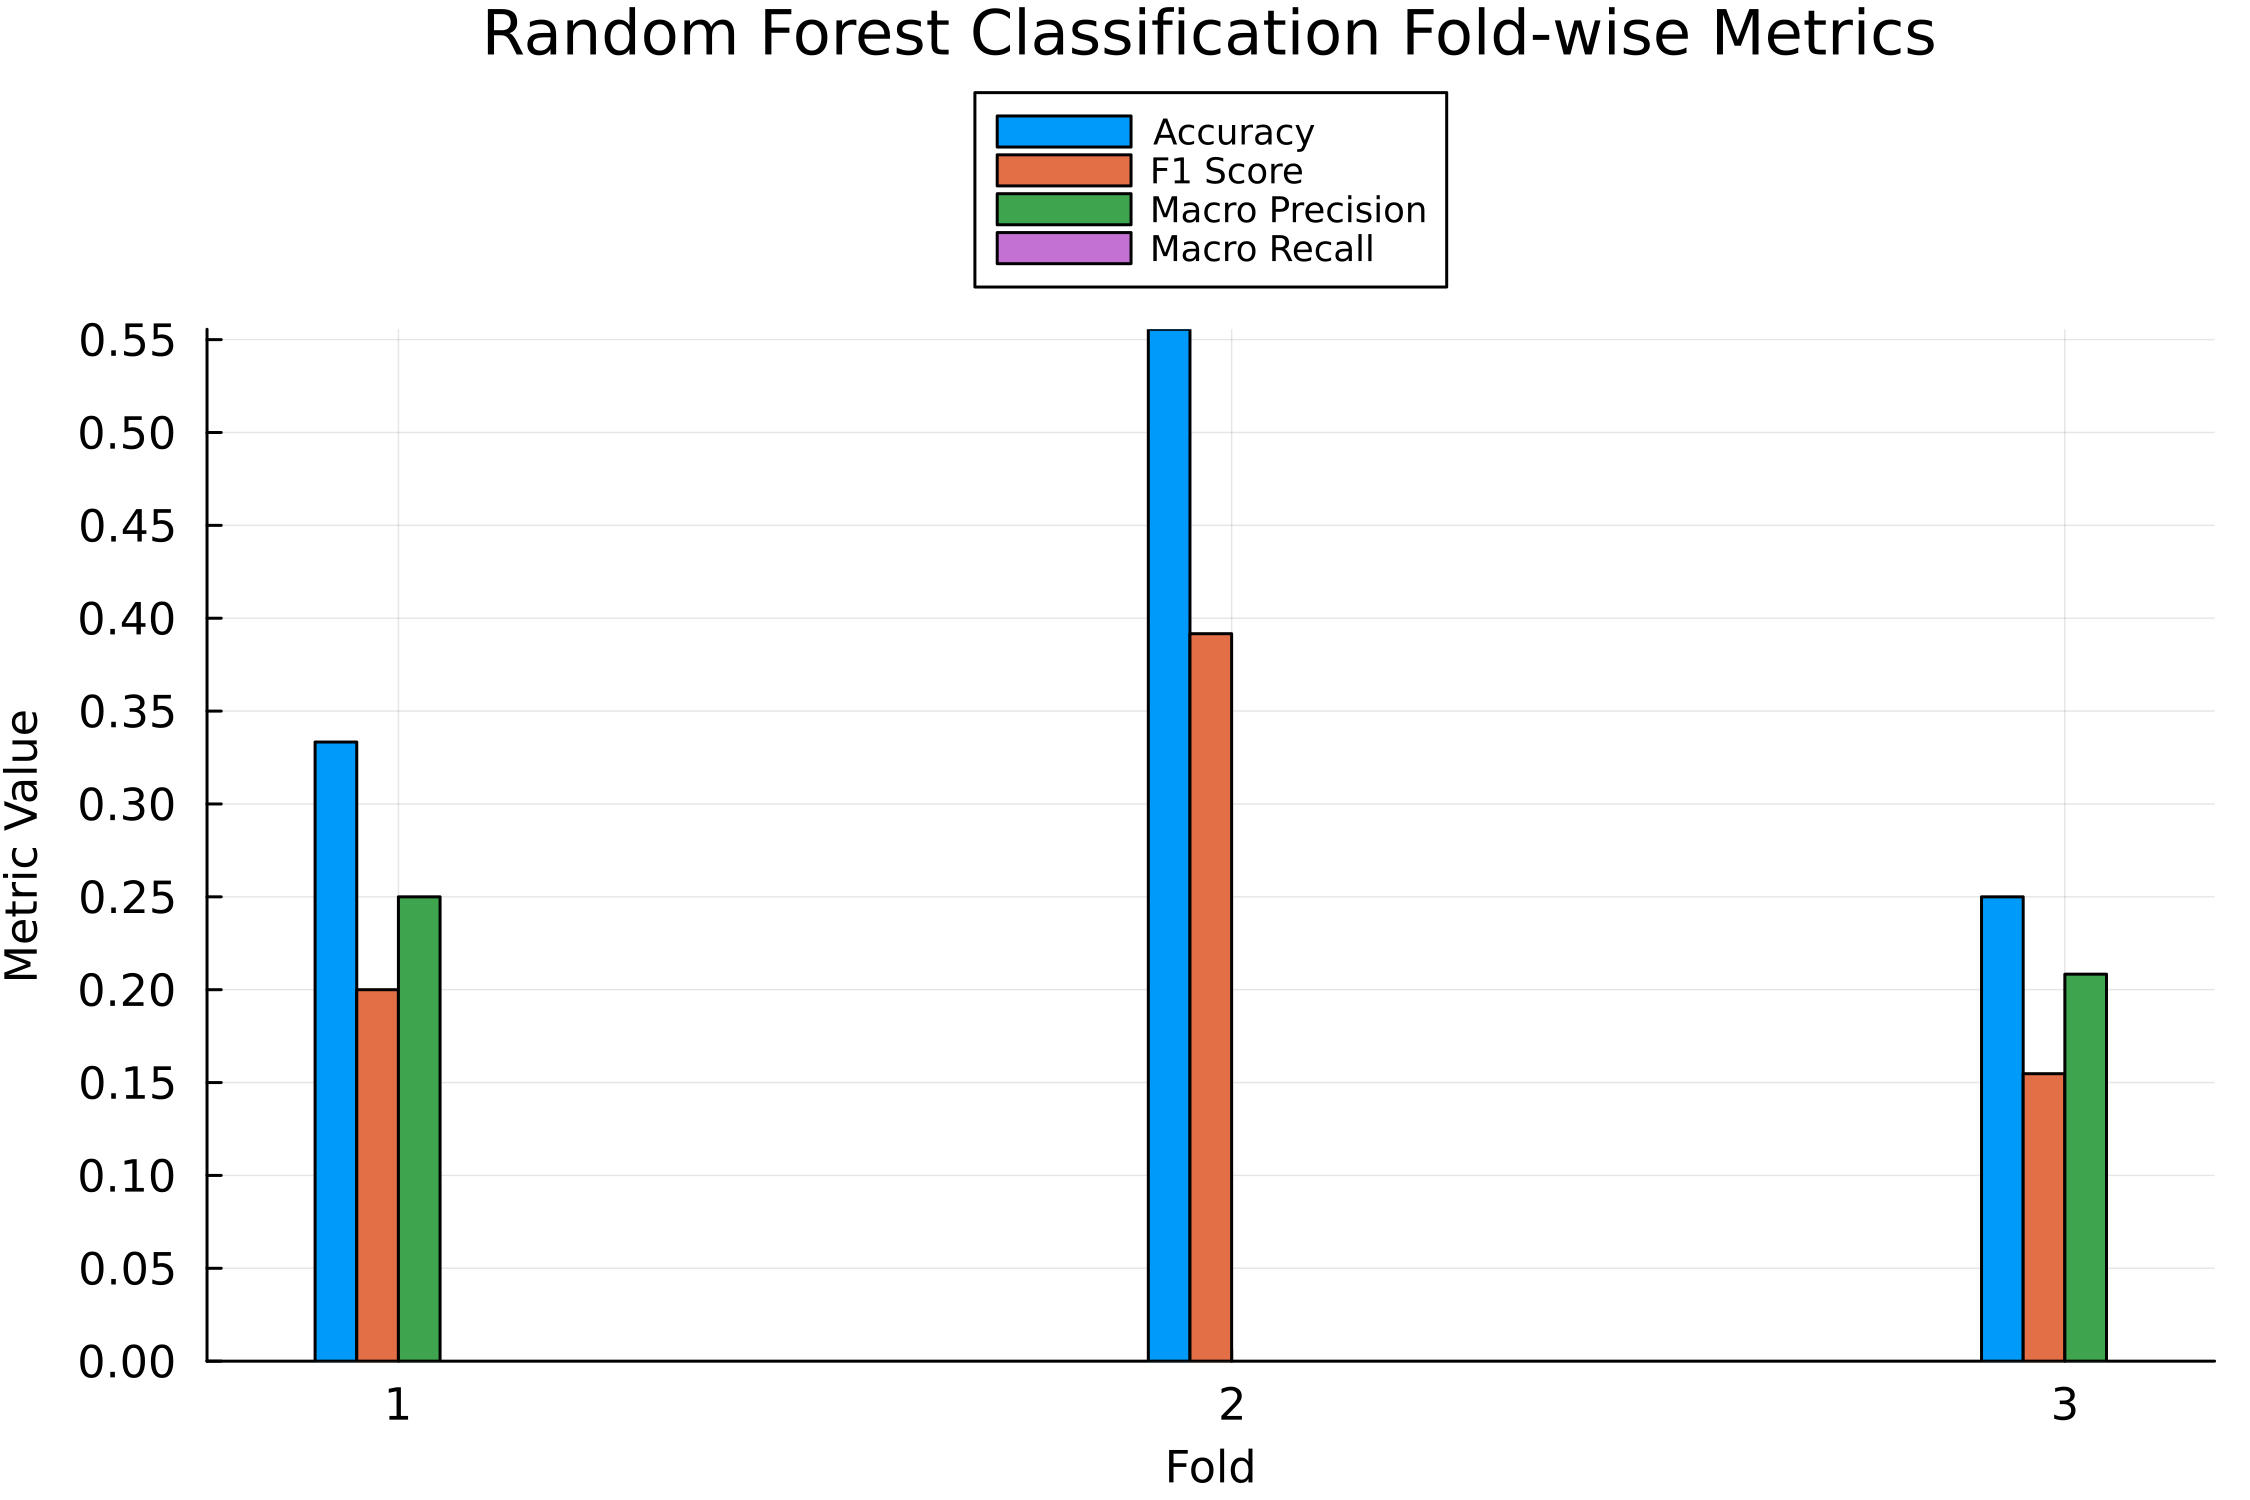 Random Forest Classification Fold-wise Metrics
Accuracy
F1 Score
Macro Precision
Macro Recall
0.55
0.50
0.45
0.40
0.35
0.30
0.25
0.20
0.15
0.10
0.05
0.00
Metric Value
1 2 3
Fold